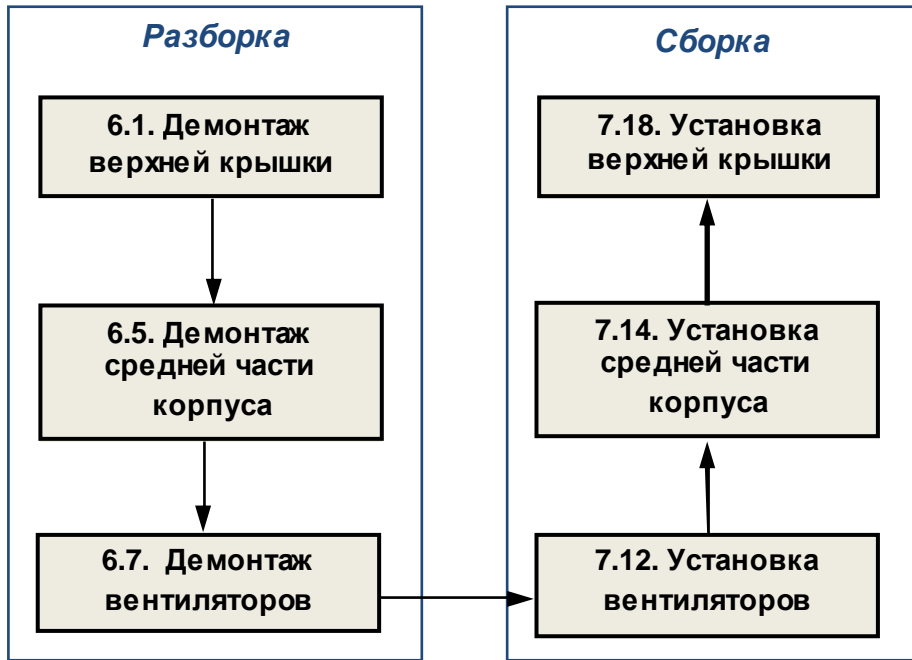 Разборка
6.1. Демонтаж
верхней крышки
6.5. Демонтаж
средней части
корпуса
6.7. Демонтаж
вентиляторов
Сборка
7.18. Установка
верхней крышки
7.14. Установка
средней части
корпуса
7.12. Установка
вентиляторов